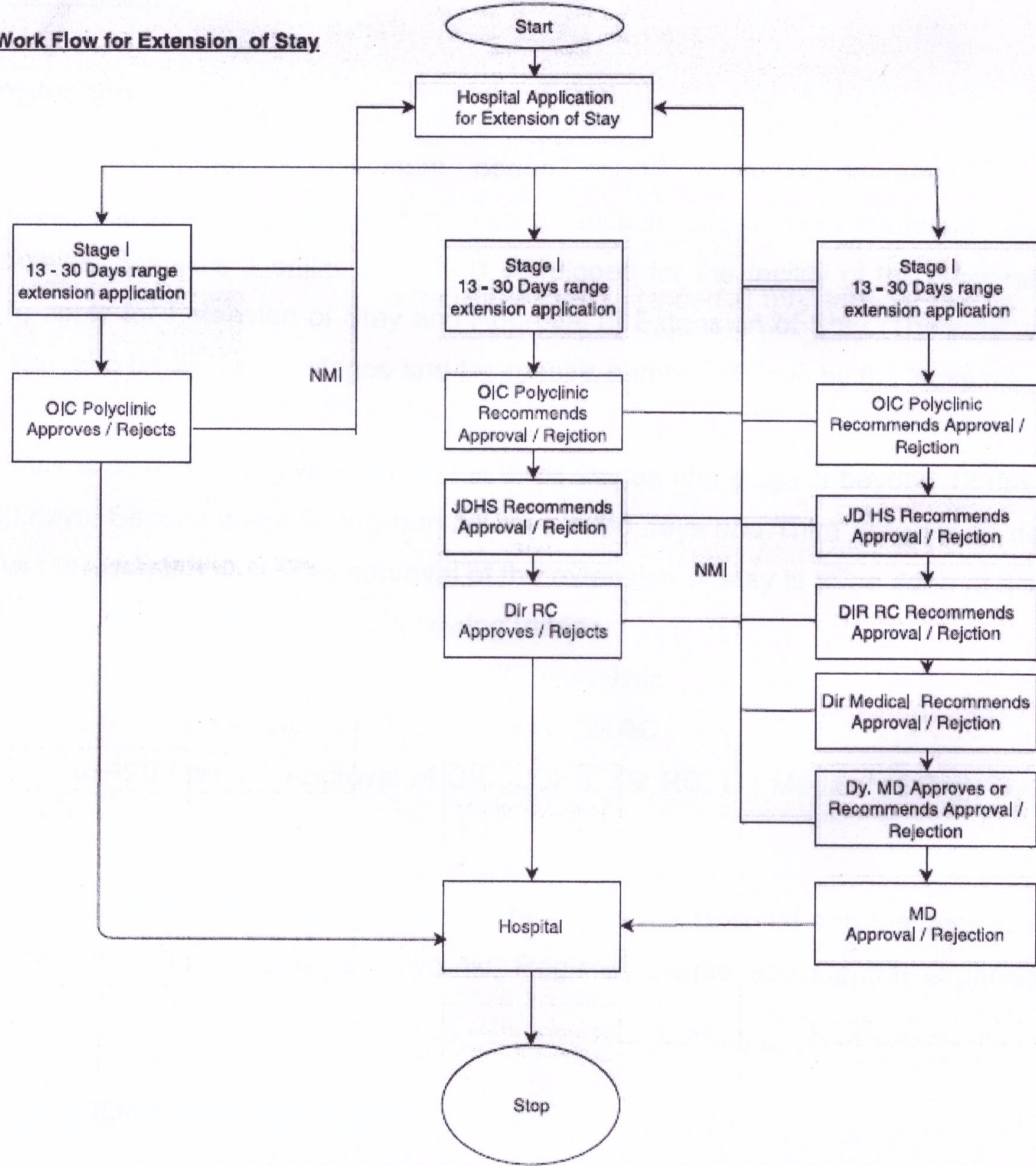 Work Flow for Extension of Stay
Start
Hospital Application
for Extension of Stay
Stage I
13 - 30 Days range
extension application
OIC Polyclinic
Approves / Rejects
NMI
Stage I
13 - 30 Days range
extension application
OIC Polyclinic
Recommends
Approval / Rejction
JDHS Recommends
Approval / Rejction
Dir RC
Approves / Rejects
NMI
Stage I
13 - 30 Days range
extension application
OIC Polyclinic
Recommends Approval /
Rejction
JD HS Recommends
Approval / Rejction
DIR RC Recommends
Approval / Rejction
Dir Medical Recommends
Approval / Rejction
Dy. MD Approves or
Recommends Approval /
Rejection
MD
Approval / Rejection
Hospital
Stop